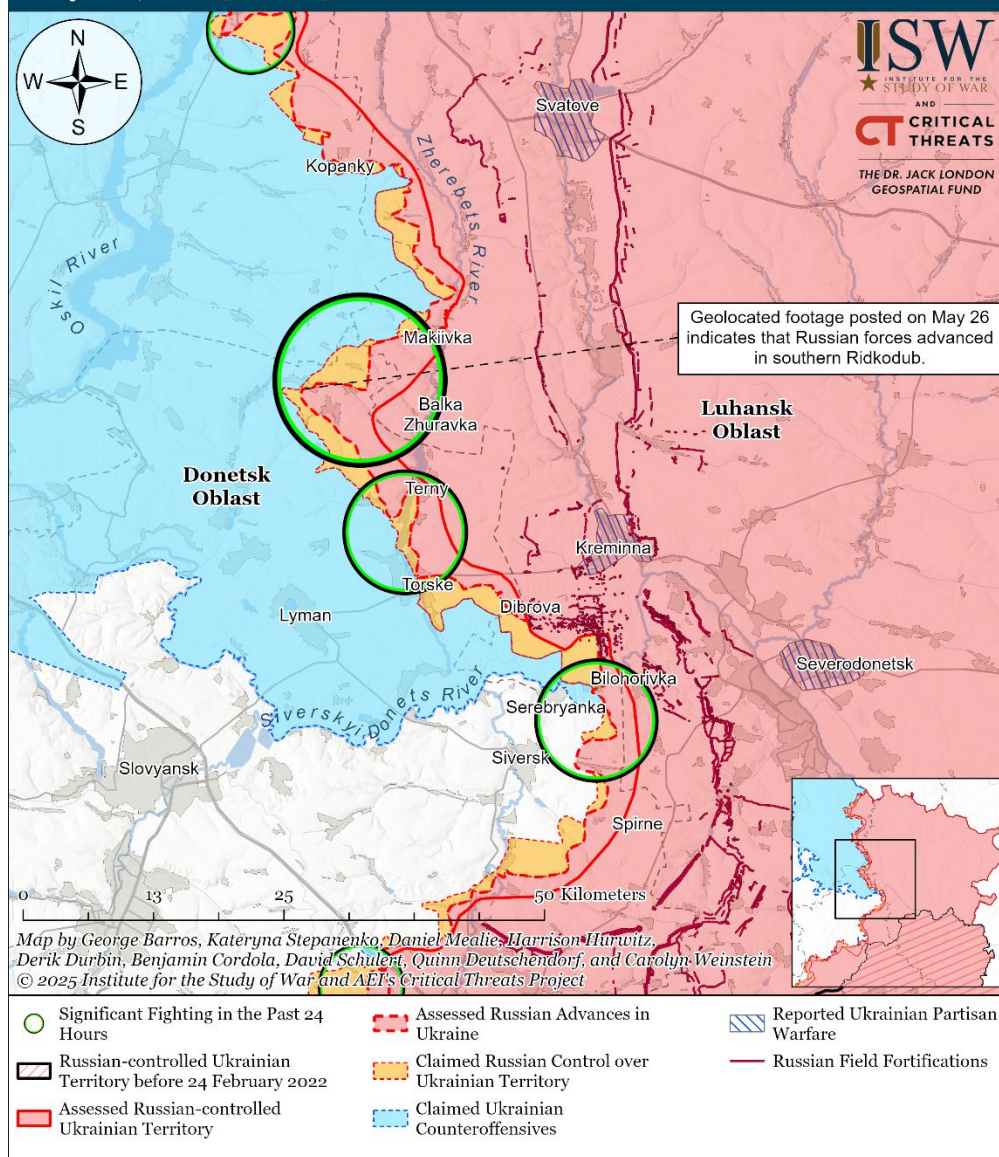 N
W
E
S
ISW
INSTITUTE FOR THE
STUDY OF WAR
AND
CT CRITICAL
THREATS
THE DR. JACK LONDON
GEOSPATIAL FUND
Svatove
Kopanky
Zherebets River
Oskil River
Geolocated footage posted on May 26
indicates that Russian forces advanced
in southern Ridkodub.
Makiivka
Balka
Zhuravka
Luhansk
Oblast
Donetsk
Oblast
Terny
Kreminna
Torske
Lyman
Dibrova
Severodonetsk
Bilohorivka
Serebryanka
Siverskyi Donets River
Siversk
Slovyansk
Spirne
0
13
25
50 Kilometers
Map by George Barros, Kateryna Stepanenko, Daniel Mealie, Harrison Hurwitz,
Derik Durbin, Benjamin Cordola, David Schulert, Quinn Deutschendorf, and Carolyn Weinstein
© 2025 Institute for the Study of War and AEI's Critical Threats Project
Significant Fighting in the Past 24
Hours
Russian-controlled Ukrainian
Territory before 24 February 2022
Assessed Russian-controlled
Ukrainian Territory
Assessed Russian Advances in
Ukraine
Claimed Russian Control over
Ukrainian Territory
Claimed Ukrainian
Counteroffensives
Reported Ukrainian Partisan
Warfare
Russian Field Fortifications